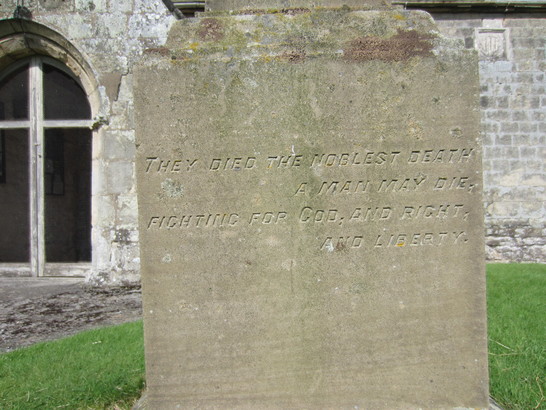 THEY DIED THE NOBLEST DEATH
A MAN MAY DIE,
FIGHTING FOR GOD, AND RIGHT,
AND LIBERTY.